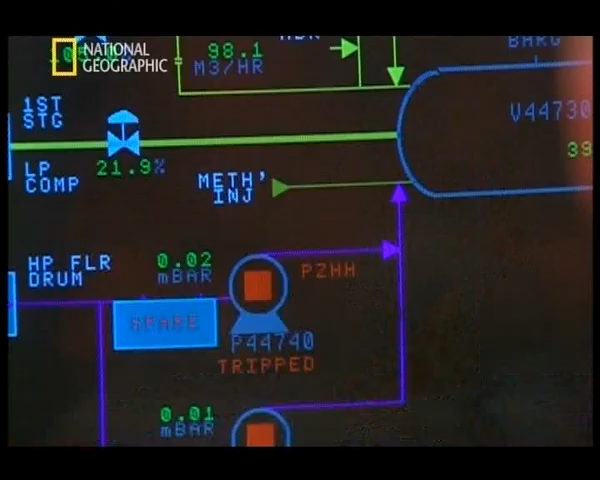 NATIONAL
GEOGRAPHIC
98.1
M3/HR
1ST
STG
V44730
39
LP
COMP
21.9%
METH'
INJ
HP FLR
DRUM
0.02
mBAR
PZHH
SPARE
P44740
TRIPPED
0.01
mBAR